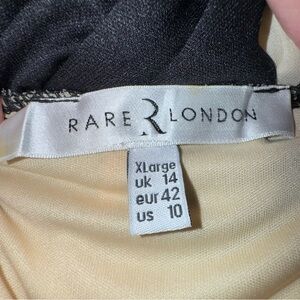 RARE R LONDON
XLarge
uk 14
eur 42
us 10